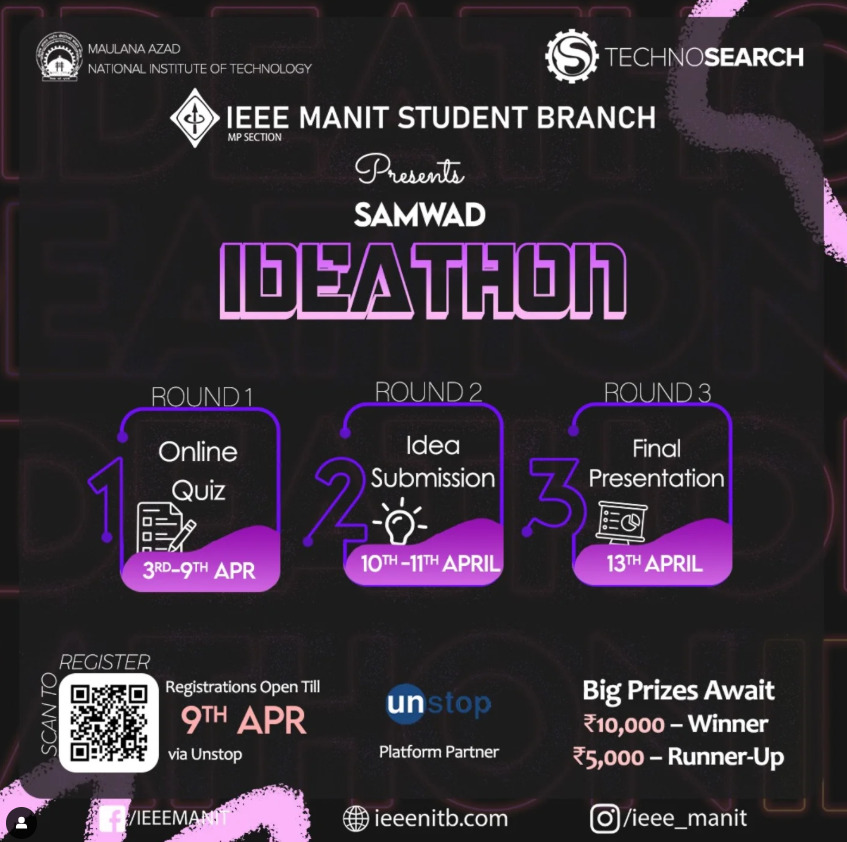 MAULANA AZAD
NATIONAL INSTITUTE OF TECHNOLOGY
TECHNOSEARCH
IEEE MANIT STUDENT BRANCH
MP SECTION
Presents
SAMWAD
IDEATHON
ROUND 1
1
Online
Quiz
3RD-9TH APR
ROUND 2
2
Idea
Submission
10TH -11TH APRIL
ROUND 3
3
Final
Presentation
13TH APRIL
SCAN TO
REGISTER
Registrations Open Till
9TH APR
via Unstop
unstop
Platform Partner
Big Prizes Await
₹10,000 – Winner
₹5,000 – Runner-Up
/IEEEMANIT
ieeenitb.com
/ieee_manit